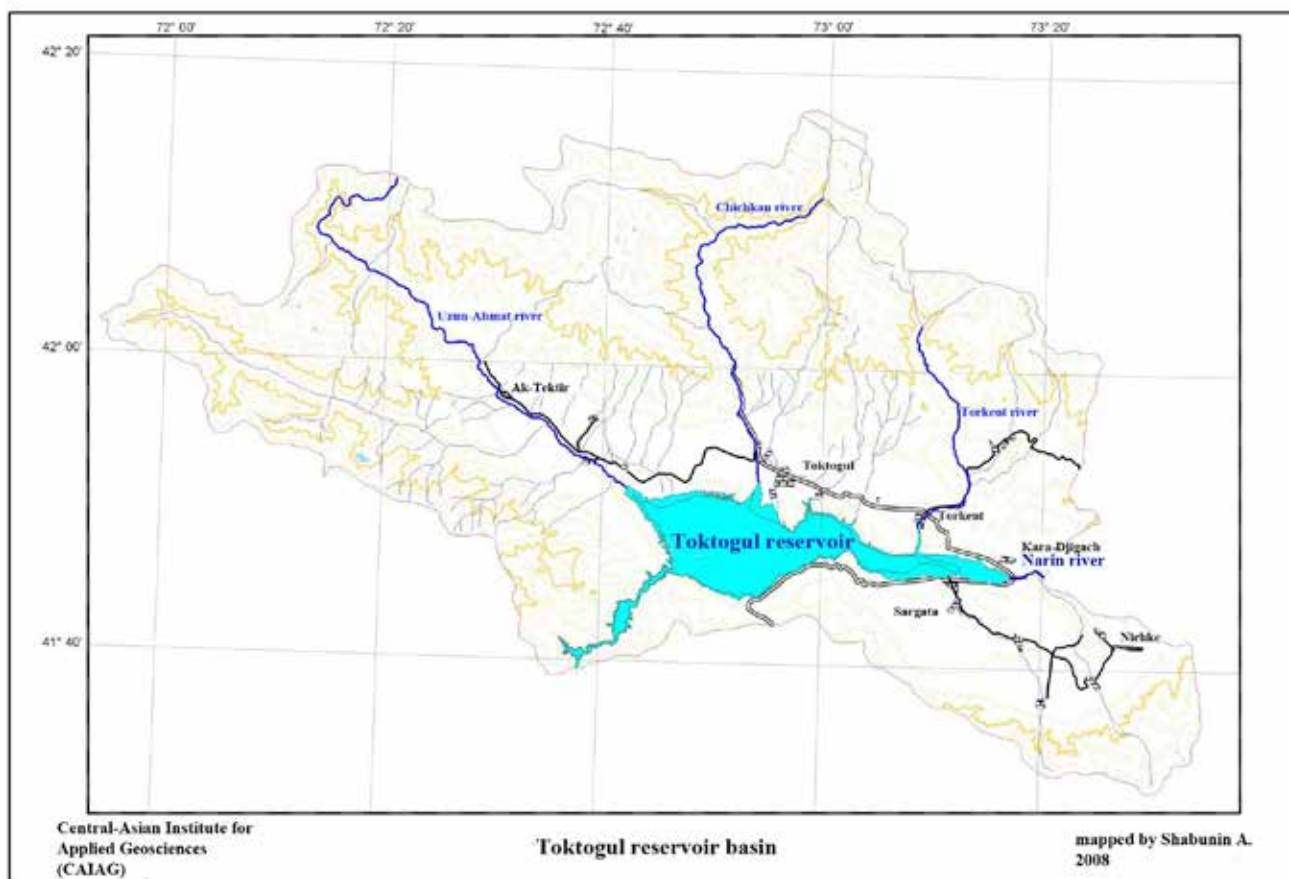 72° 00'
72° 20'
72° 40'
73° 00'
73° 20'
42° 20'
Chichkan river
Uzun-Ahmat river
42° 00'
Ak-Tektir
Torkent river
Toktogul
Torkent
Toktogul reservoir
Kara-Djigach
Narin river
Sargata
41° 40'
Nichke
Central-Asian Institute for
Applied Geosciences
(CAIAG)
Toktogul reservoir basin
mapped by Shabunin A.
2008